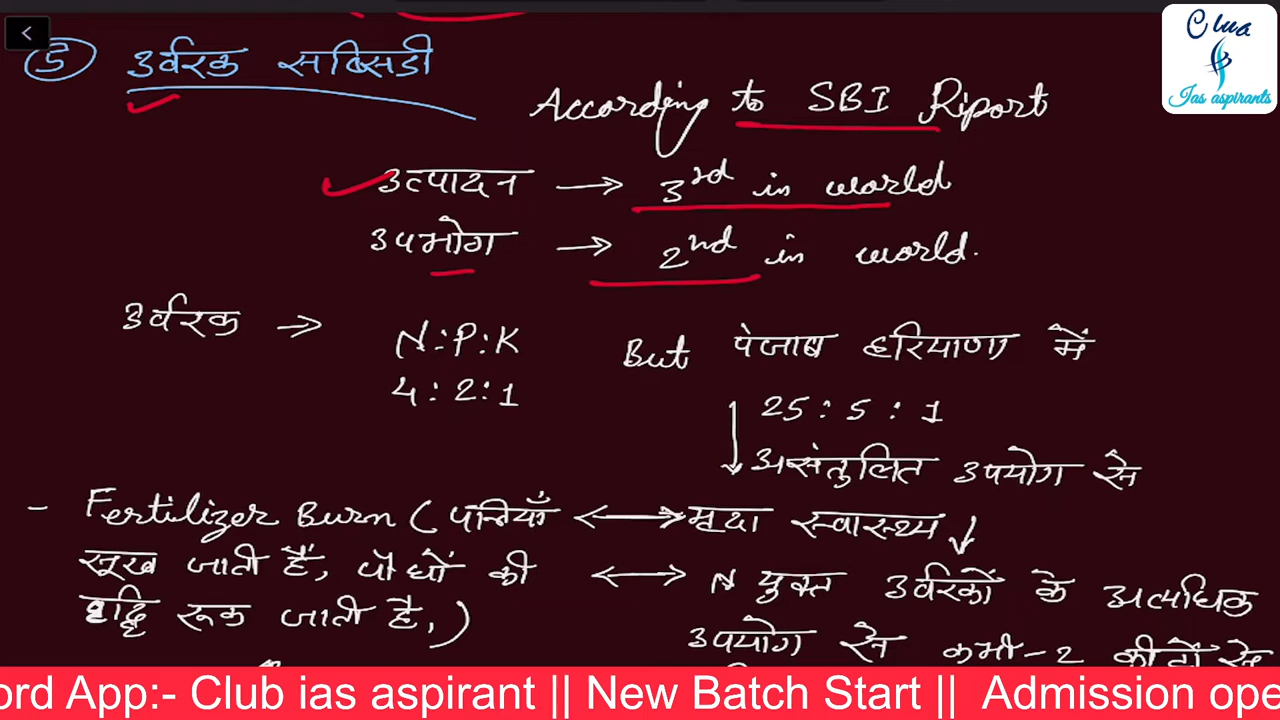 Clua
Ias aspirants
5 उर्वरक सब्सिडी
According to SBI Riport
उत्पादन → 3rd in world
उपभोग → 2nd in world.
उर्वरक → N:P:K But पंजाब हरियाणा में
4:2:1 25:5:1
↓ असंतुलित उपयोग से
- Fertilizer Burn (पत्तियाँ ↔ मृदा स्वास्थ्य ↓
सूख जाती हैं, पौधों की ↔ N युक्त उर्वरकों के अत्यधिक
वृद्धि रूक जाती है,) उपयोग से कभी-2 कीटों से
ord App:- Club ias aspirant || New Batch Start || Admission ope